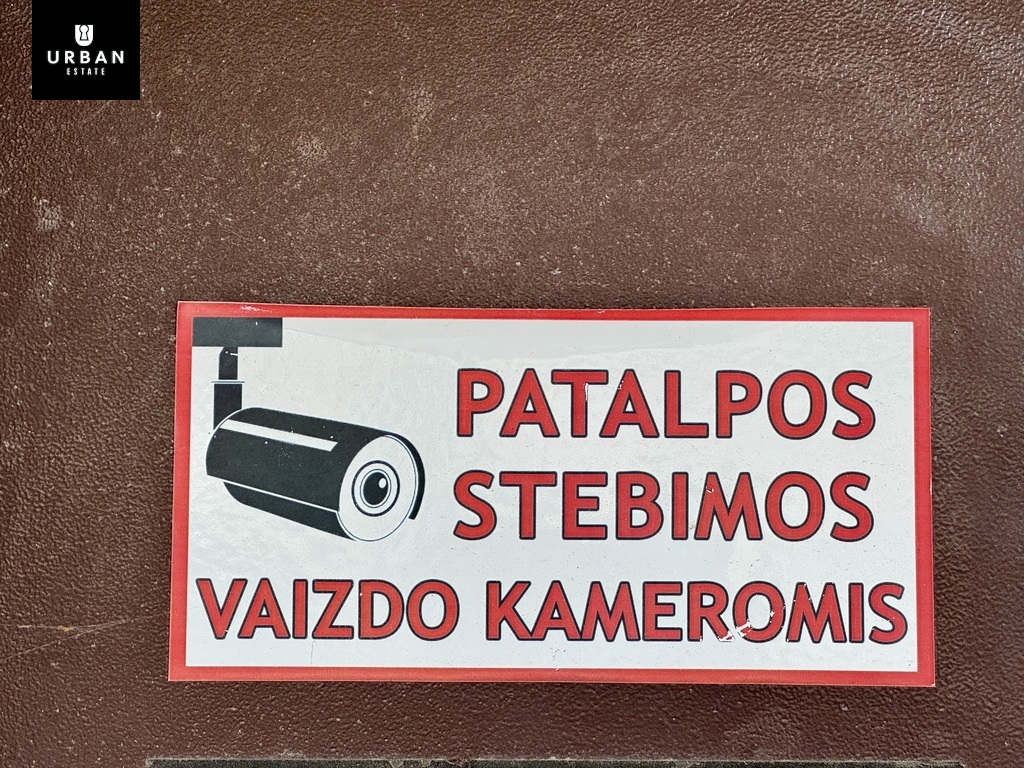 URBAN
ESTATE
PATALPOS
STEBIMOS
VAIZDO KAMEROMIS